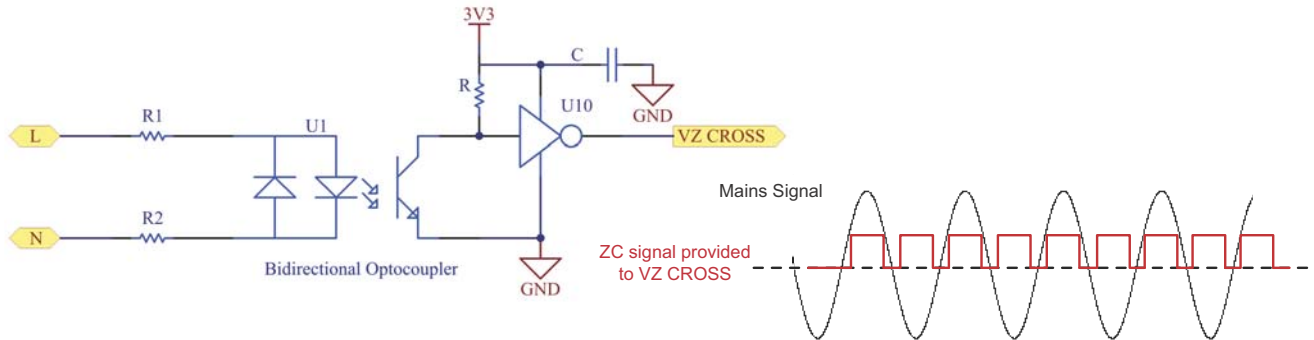 3V3
C
R
U10
GND
R1
L
U1
VZ CROSS
Mains Signal
R2
N
ZC signal provided
to VZ CROSS
Bidirectional Optocoupler
GND